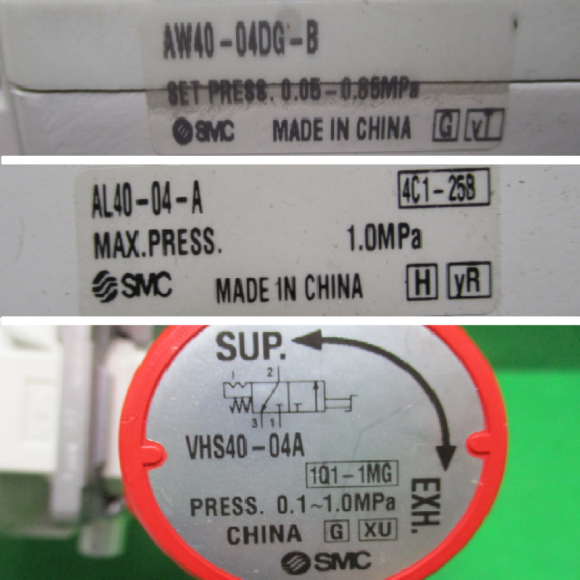 AW40-04DG-B
SET PRESS. 0.05-0.85MPa
SMC MADE IN CHINA G vT
AL40-04-A 4C1-25B
MAX.PRESS. 1.0MPa
SMC MADE IN CHINA H yR
SUP.
2
3 1
VHS40-04A
1Q1-1MG
PRESS. 0.1~1.0MPa
EXH.
CHINA G XU
SMC